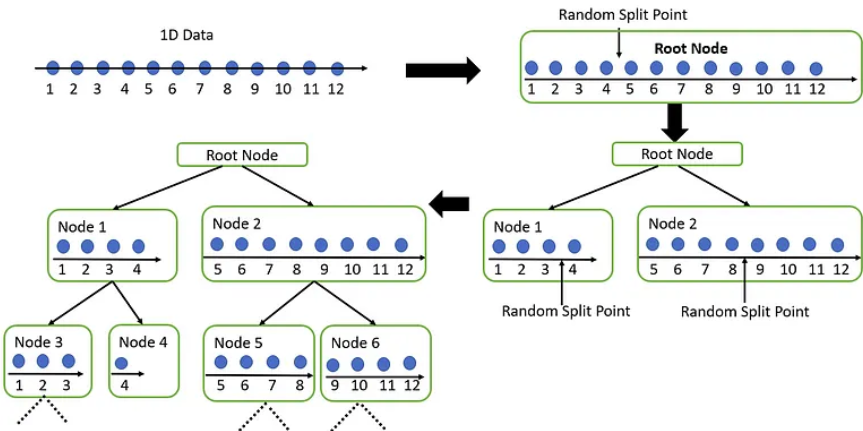 1D Data
1 2 3 4 5 6 7 8 9 10 11 12
Random Split Point
Root Node
1 2 3 4 5 6 7 8 9 10 11 12
Root Node
Node 1
1 2 3 4
Node 2
5 6 7 8 9 10 11 12
Random Split Point
Random Split Point
Root Node
Node 1
1 2 3 4
Node 2
5 6 7 8 9 10 11 12
Node 3
1 2 3
Node 4
4
Node 5
5 6 7 8
Node 6
9 10 11 12